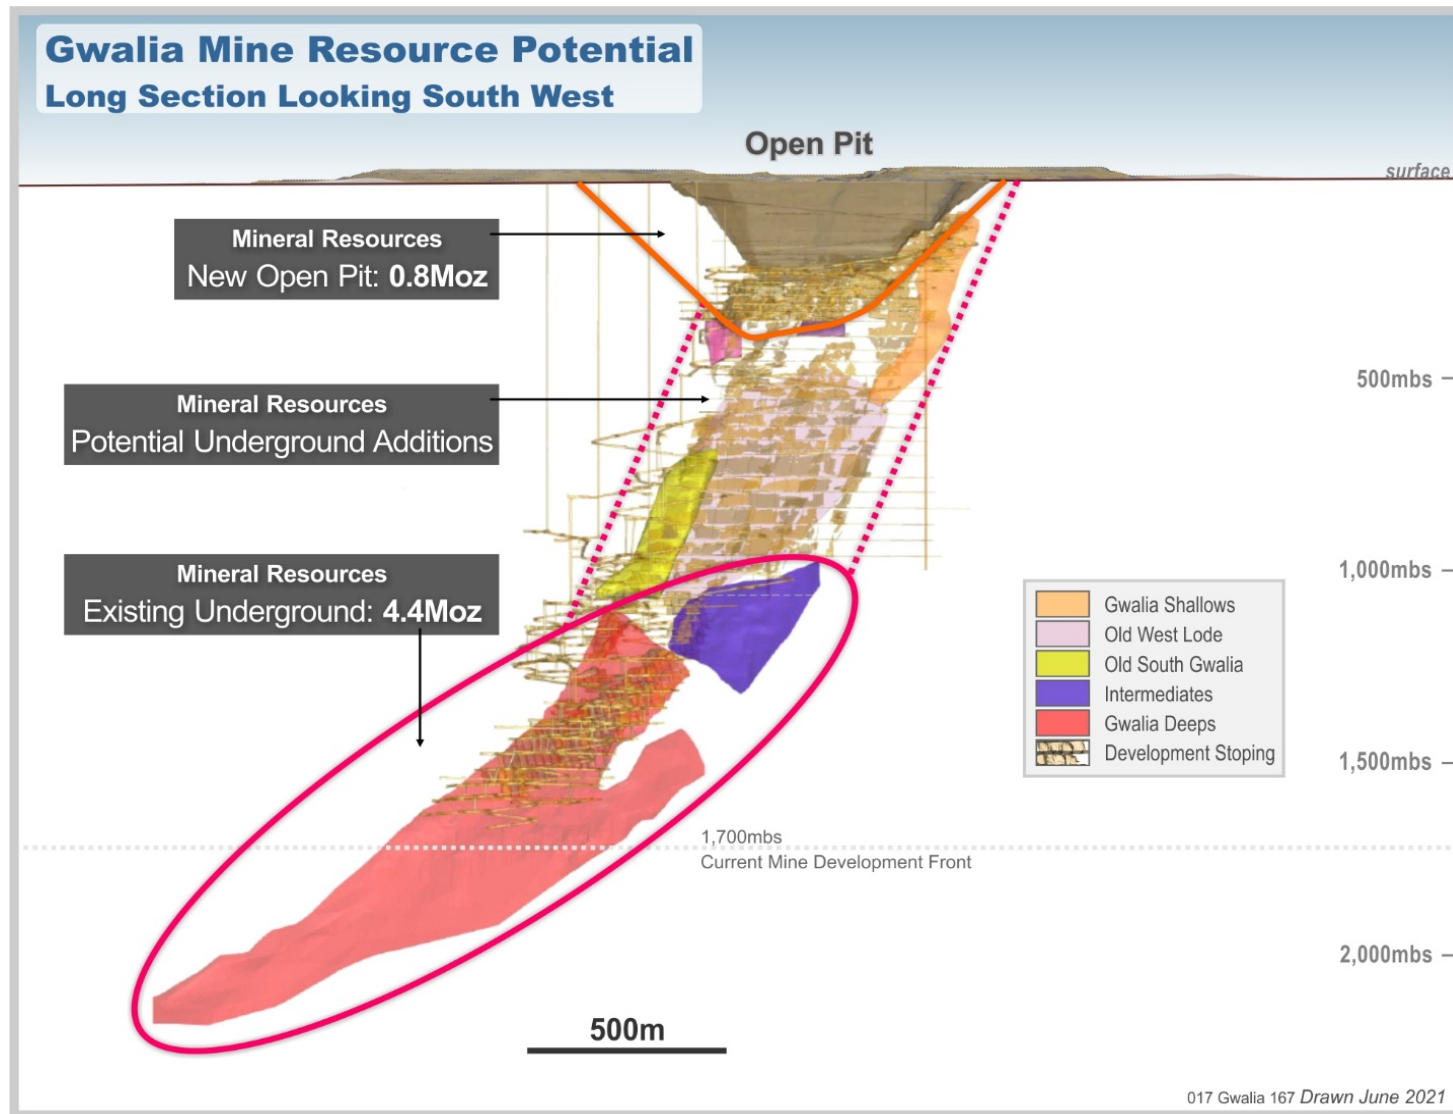 Gwalia Mine Resource Potential
Long Section Looking South West
Open Pit
surface
Mineral Resources
New Open Pit: 0.8Moz
500mbs
Mineral Resources
Potential Underground Additions
Mineral Resources
Existing Underground: 4.4Moz
1,000mbs
Gwalia Shallows
Old West Lode
Old South Gwalia
Intermediates
Gwalia Deeps
Development Stoping
1,500mbs
1,700mbs
Current Mine Development Front
2,000mbs
500m
017 Gwalia 167 Drawn June 2021